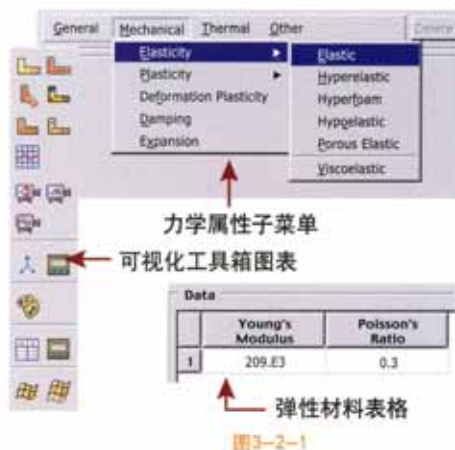 General Mechanical Thermal Other Delete
Elasticity Elastic
Plasticity Hyperelastic
Deformation Plasticity Hyperfoam
Damping Hypoelastic
Expansion Porous Elastic
Viscoelastic
力学属性子菜单
可视化工具箱图表
Data
Young's Modulus Poisson's Ratio
1 209.E3 0.3
弹性材料表格
图3-2-1